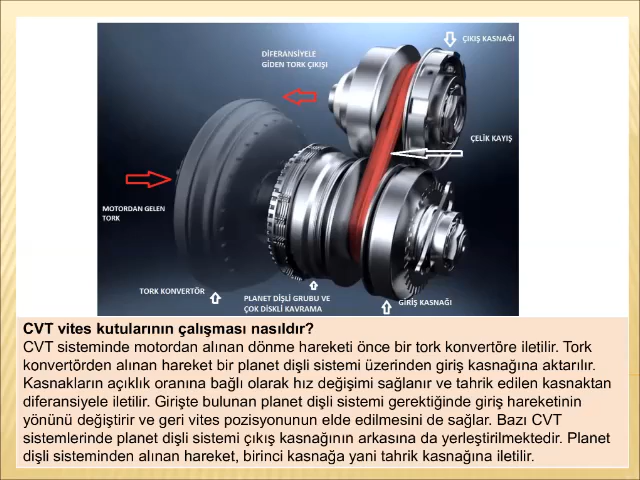 ÇIKIŞ KASNAĞI
DİFERANSİYELE
GİDEN TORK ÇIKIŞI
ÇELİK KAYIŞ
MOTORDAN GELEN
TORK
TORK KONVERTÖR
PLANET DİŞLİ GRUBU VE
ÇOK DİSKLİ KAVRAMA
GİRİŞ KASNAĞI
CVT vites kutularının çalışması nasıldır?
CVT sisteminde motordan alınan dönme hareketi önce bir tork konvertöre iletilir. Tork
konvertörden alınan hareket bir planet dişli sistemi üzerinden giriş kasnağına aktarılır.
Kasnakların açıklık oranına bağlı olarak hız değişimi sağlanır ve tahrik edilen kasnaktan
diferansiyele iletilir. Girişte bulunan planet dişli sistemi gerektiğinde giriş hareketinin
yönünü değiştirir ve geri vites pozisyonunun elde edilmesini de sağlar. Bazı CVT
sistemlerinde planet dişli sistemi çıkış kasnağının arkasına da yerleştirilmektedir. Planet
dişli sisteminden alınan hareket, birinci kasnağa yani tahrik kasnağına iletilir.